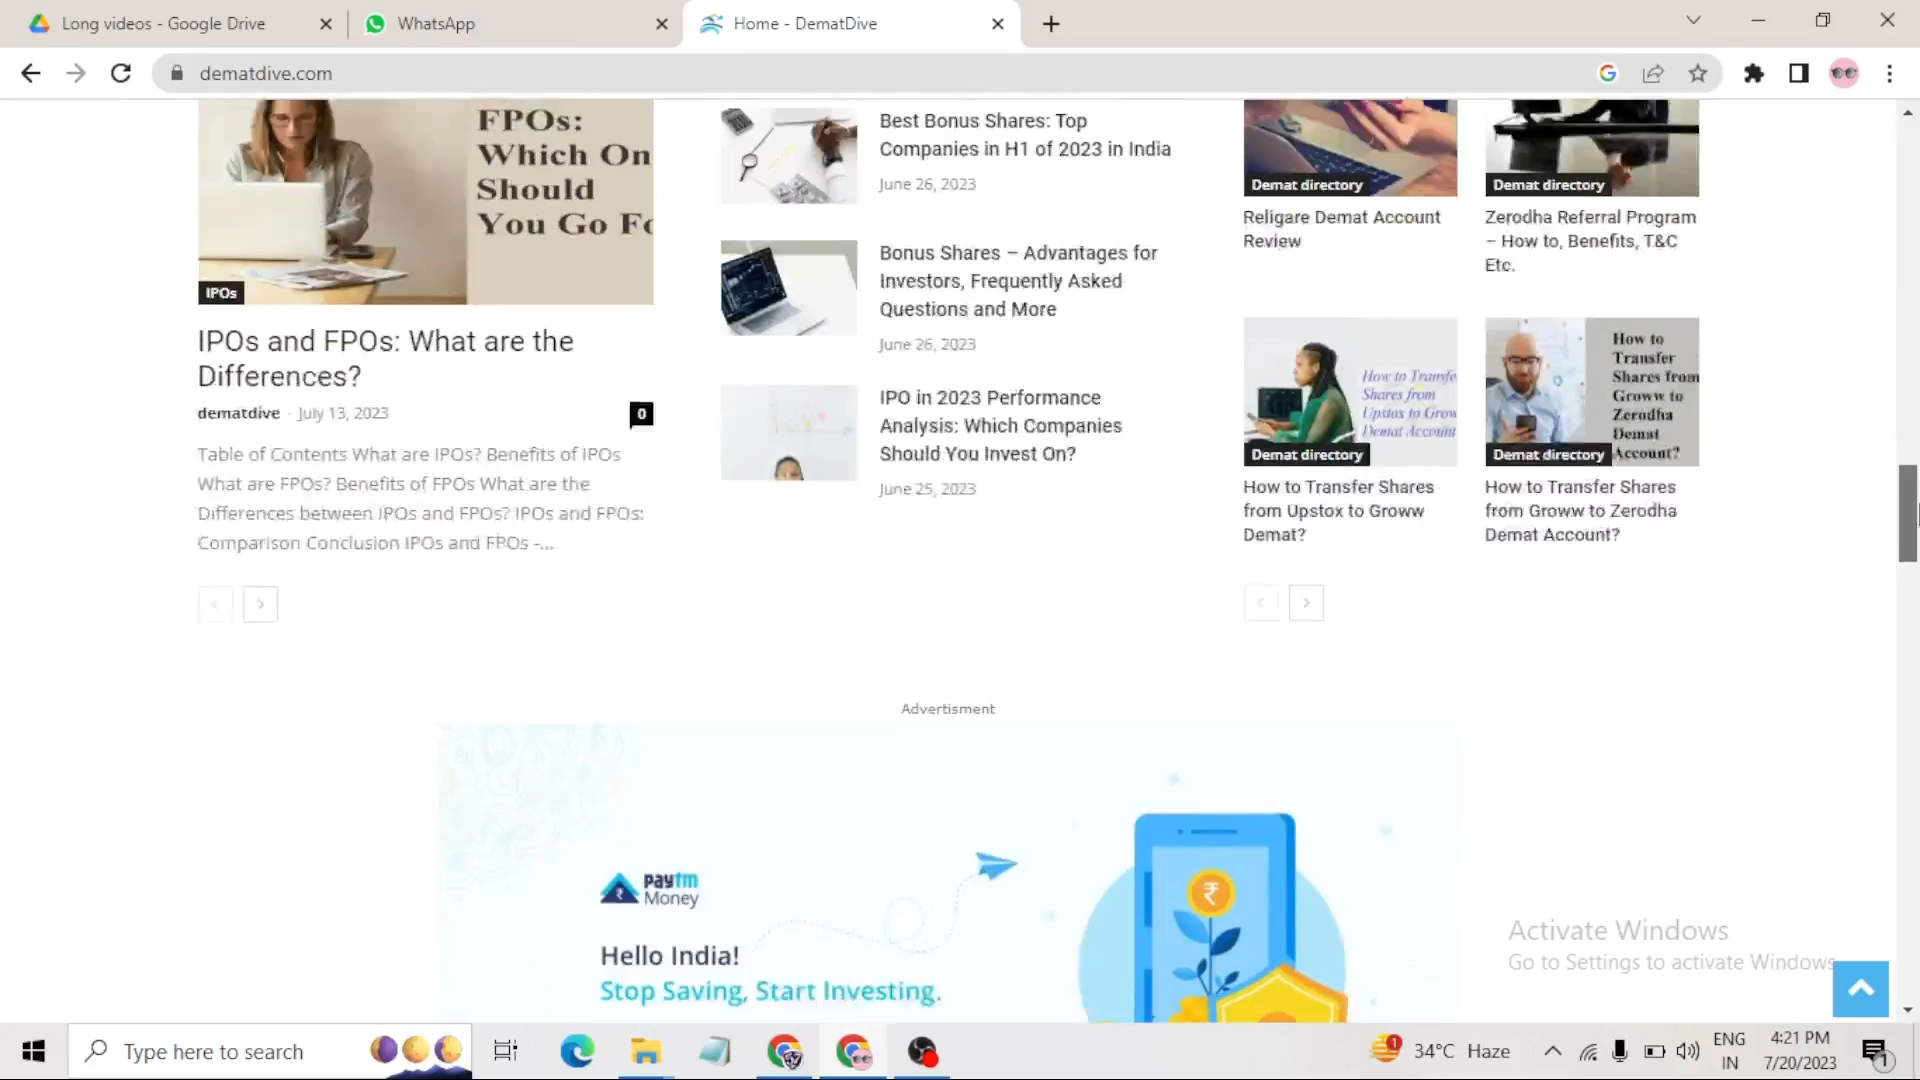 Long videos - Google Drive
WhatsApp
Home - DematDive
dematdive.com
FPOs:
Which On
Should
You Go Fo
IPOs
IPOs and FPOs: What are the
Differences?
dematdive - July 13, 2023
0
Table of Contents What are IPOs? Benefits of IPOs
What are FPOs? Benefits of FPOs What are the
Differences between IPOs and FPOs? IPOs and FPOs:
Comparison Conclusion IPOs and FPOs -...
Best Bonus Shares: Top
Companies in H1 of 2023 in India
June 26, 2023
Bonus Shares – Advantages for
Investors, Frequently Asked
Questions and More
June 26, 2023
IPO in 2023 Performance
Analysis: Which Companies
Should You Invest On?
June 25, 2023
Demat directory
Religare Demat Account
Review
Demat directory
Zerodha Referral Program
– How to, Benefits, T&C
Etc.
How to Transfe
Shares from
Upstox to Grow
Demat Account
Demat directory
How to Transfer Shares
from Upstox to Groww
Demat?
How to
Transfer
Shares from
Groww to
Zerodha
Demat
Account?
Demat directory
How to Transfer Shares
from Groww to Zerodha
Demat Account?
Advertisment
paytm
Money
Hello India!
Stop Saving, Start Investing.
Activate Windows
Go to Settings to activate Windows
Type here to search
1
34°C Haze
ENG
IN
4:21 PM
7/20/2023
1